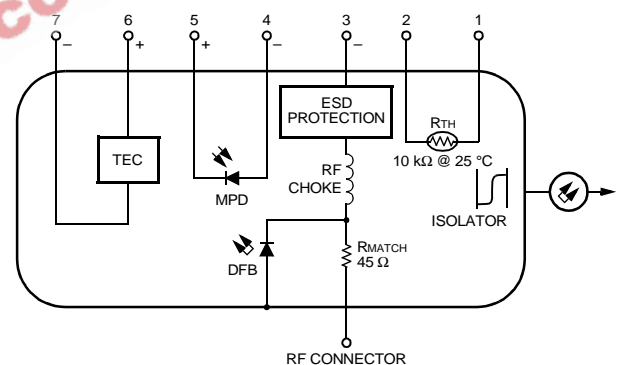 co
7 6 5 4 3 2 1
– + + – –
ESD
PROTECTION
RTH
10 kΩ @ 25 °C
TEC
RF
CHOKE
MPD
ISOLATOR
DFB
RMATCH
45 Ω
RF CONNECTOR